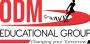 ODM
EDUCATIONAL GROUP
Changing your Tomorrow